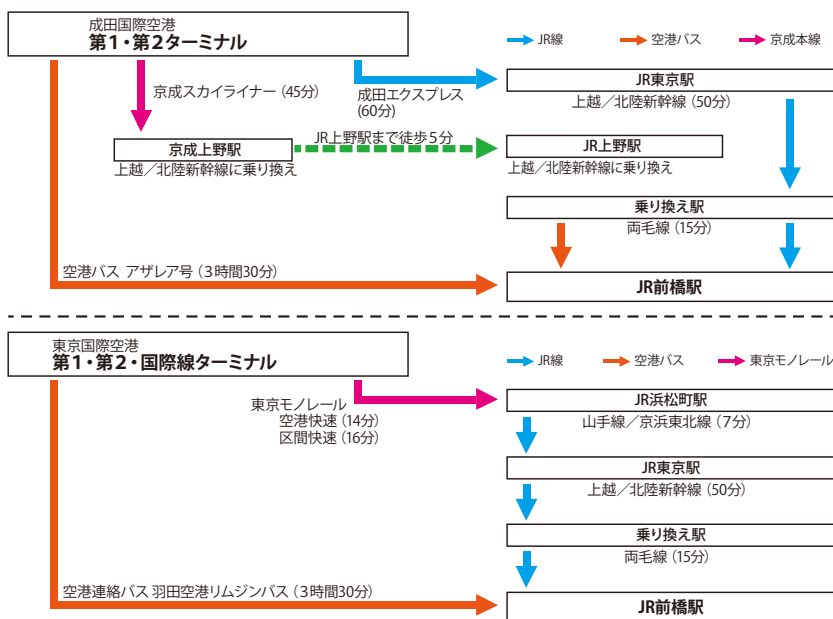 成田国際空港
第1・第2ターミナル
JR線
空港バス
京成本線
京成スカイライナー（45分）
成田エクスプレス
（60分）
JR東京駅
上越／北陸新幹線（50分）
京成上野駅
上越／北陸新幹線に乗り換え
JR上野駅まで徒歩5分
JR上野駅
上越／北陸新幹線に乗り換え
乗り換え駅
両毛線（15分）
空港バス アザレア号（3時間30分）
JR前橋駅
東京国際空港
第1・第2・国際線ターミナル
JR線
空港バス
東京モノレール
東京モノレール
空港快速（14分）
区間快速（16分）
JR浜松町駅
山手線／京浜東北線（7分）
JR東京駅
上越／北陸新幹線（50分）
乗り換え駅
両毛線（15分）
空港連絡バス 羽田空港リムジンバス（3時間30分）
JR前橋駅